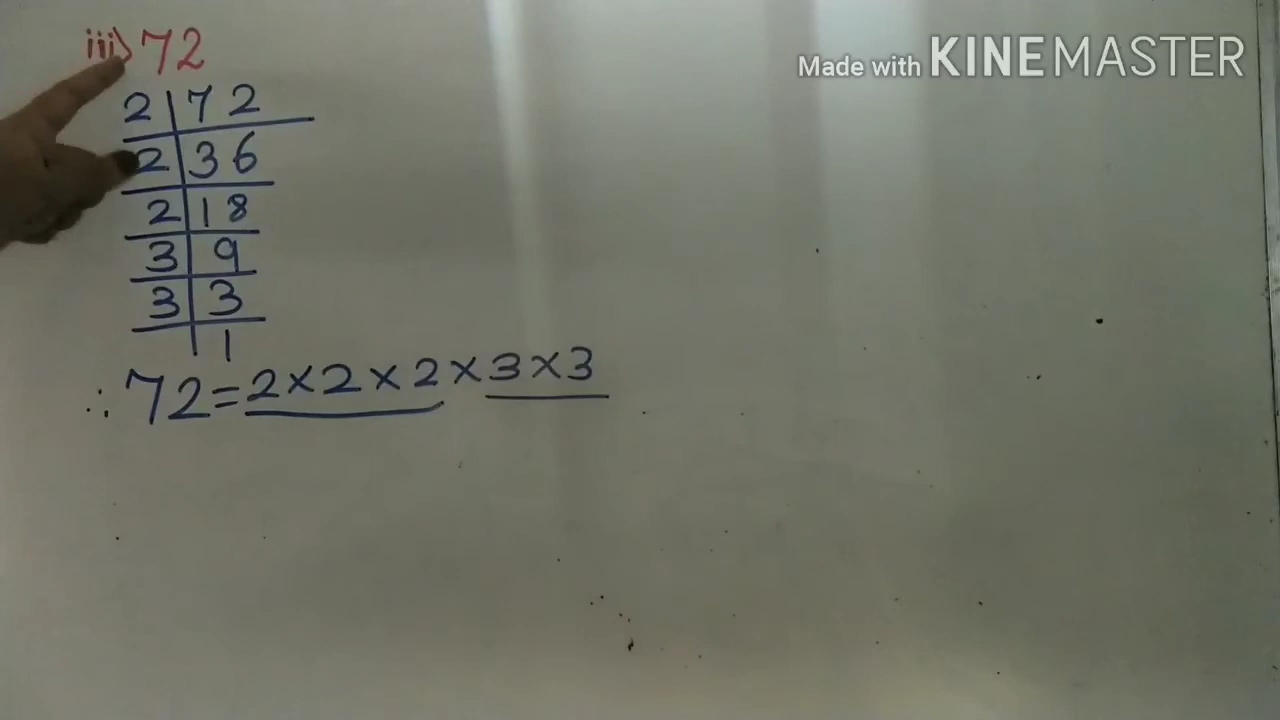 iii) 72
Made with KINEMASTER
2 | 72
2 | 36
2 | 18
3 | 9
3 | 3
1
∴ 72 = 2 × 2 × 2 × 3 × 3